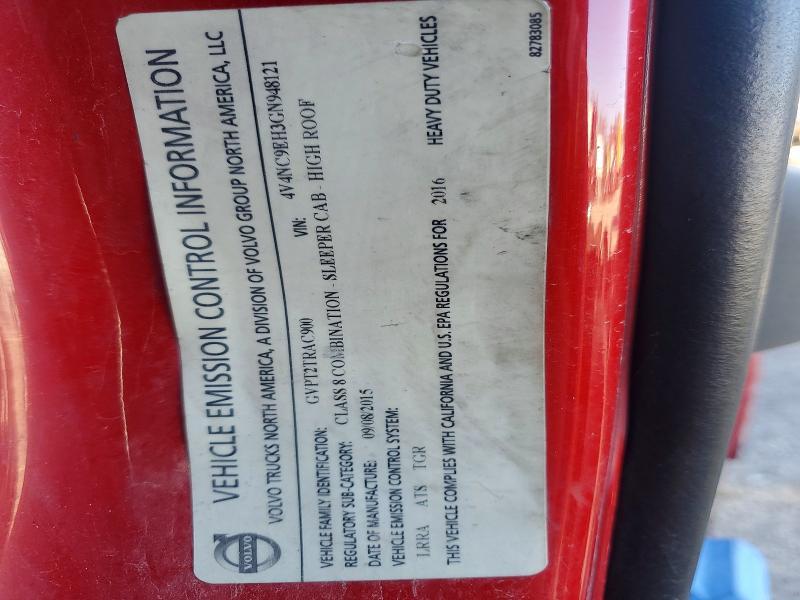 VOLVO
VEHICLE EMISSION CONTROL INFORMATION
VOLVO TRUCKS NORTH AMERICA, A DIVISION OF VOLVO GROUP NORTH AMERICA, LLC
VEHICLE FAMILY IDENTIFICATION: GVPT2TRAC900 VIN: 4V4NC9EH3GN948121
REGULATORY SUB-CATEGORY: CLASS 8 COMBINATION - SLEEPER CAB - HIGH ROOF
DATE OF MANUFACTURE: 09/08/2015
VEHICLE EMISSION CONTROL SYSTEM:
LRRA ATS TGR
THIS VEHICLE COMPLIES WITH CALIFORNIA AND U.S. EPA REGULATIONS FOR 2016 HEAVY DUTY VEHICLES
82783085